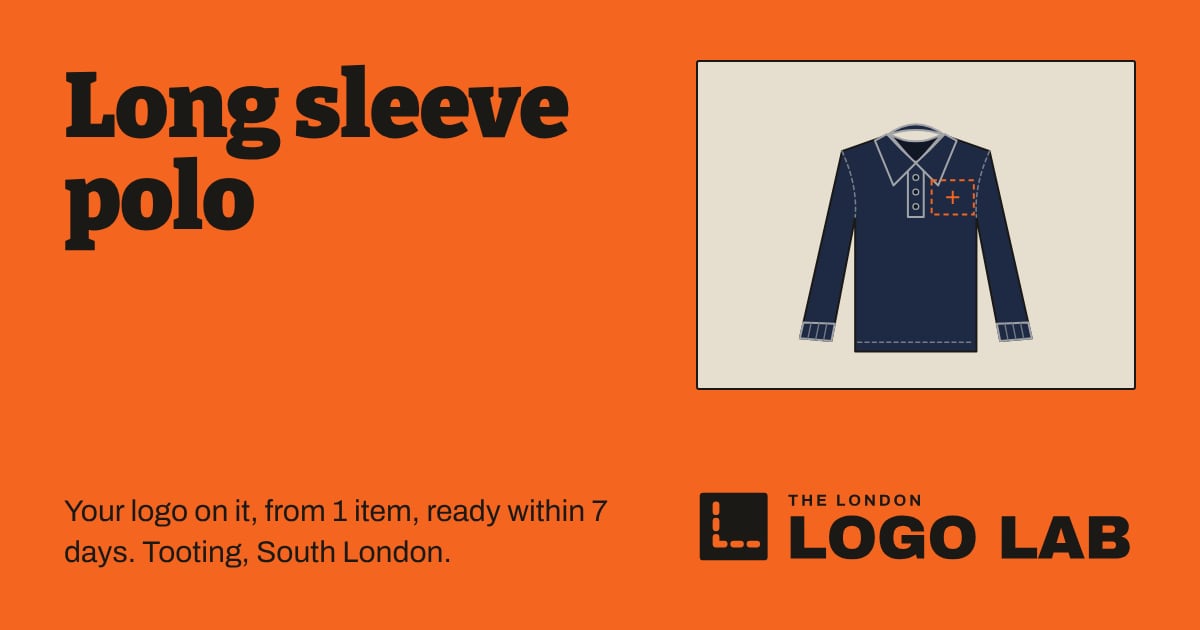 Long sleeve
polo
Your logo on it, from 1 item, ready within 7
days. Tooting, South London.
THE LONDON
LOGO LAB